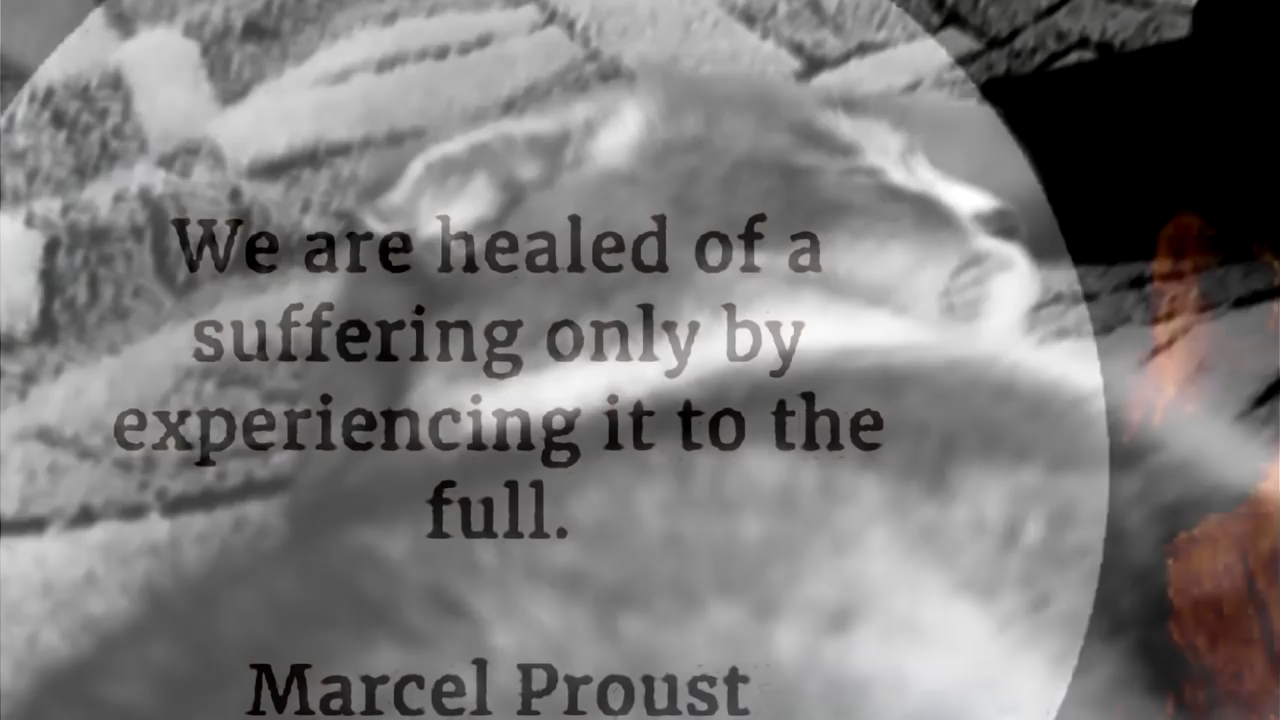 We are healed of a
suffering only by
experiencing it to the
full.
Marcel Proust